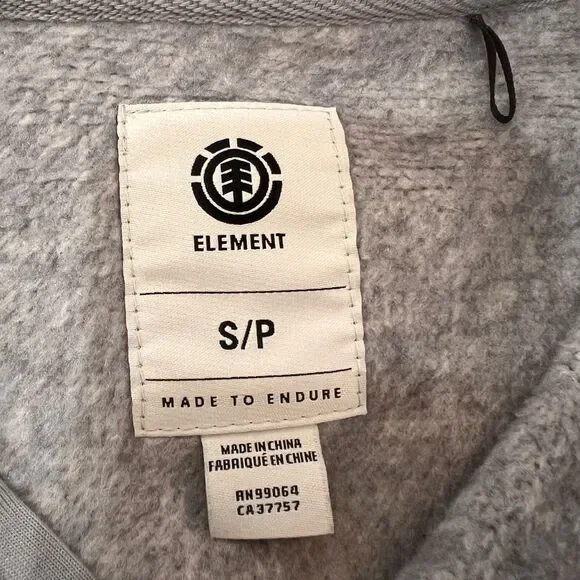 ELEMENT
S/P
MADE TO ENDURE
MADE IN CHINA
FABRIQUÉ EN CHINE
RN99064
CA37757